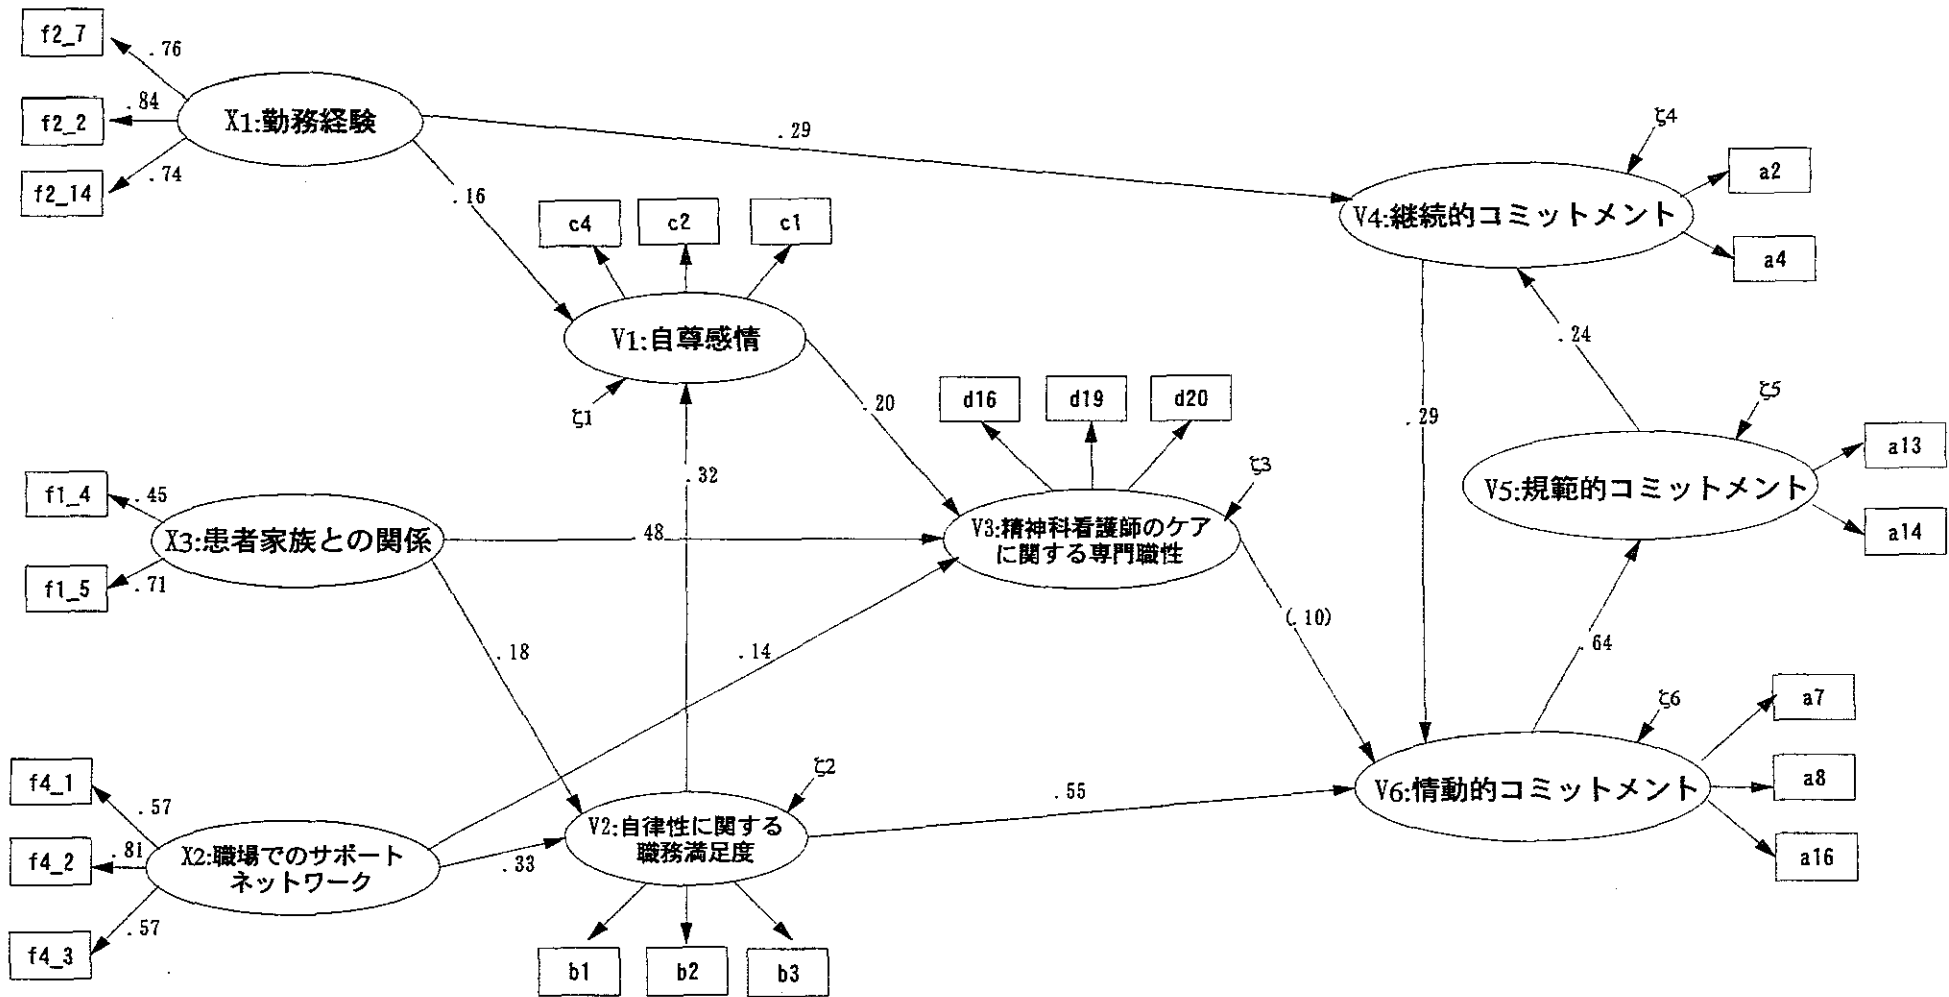 f2_7
.76
f2_2
.84
X1:勤務経験
f2_14
.74
.29
.16
ζ4
a2
V4:継続的コミットメント
a4
c4
c2
c1
V1:自尊感情
ζ1
.20
.24
.29
d16
d19
d20
ζ5
a13
V5:規範的コミットメント
a14
.32
ζ3
f1_4
.45
X3:患者家族との関係
f1_5
.71
48
V3:精神科看護師のケア
に関する専門職性
(.10)
.18
.14
.64
ζ6
a7
V6:情動的コミットメント
a8
a16
ζ2
.55
f4_1
.57
f4_2
.81
X2:職場でのサポート
ネットワーク
f4_3
.57
.33
V2:自律性に関する
職務満足度
b1
b2
b3